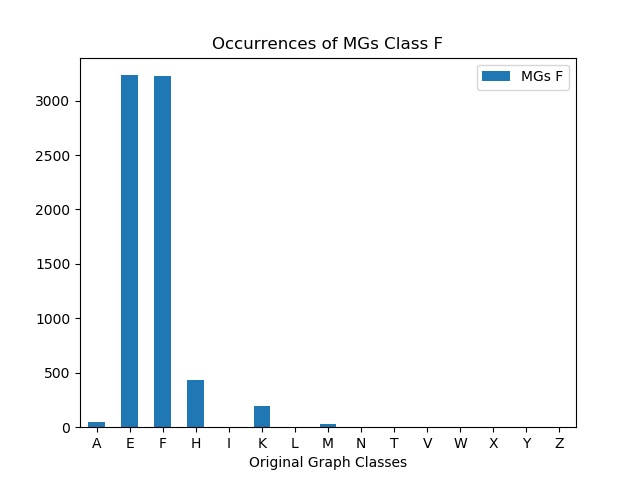 Occurrences of MGs Class F
MGs F
3000
2500
2000
1500
1000
500
0
A E F H I K L M N T V W X Y Z
Original Graph Classes